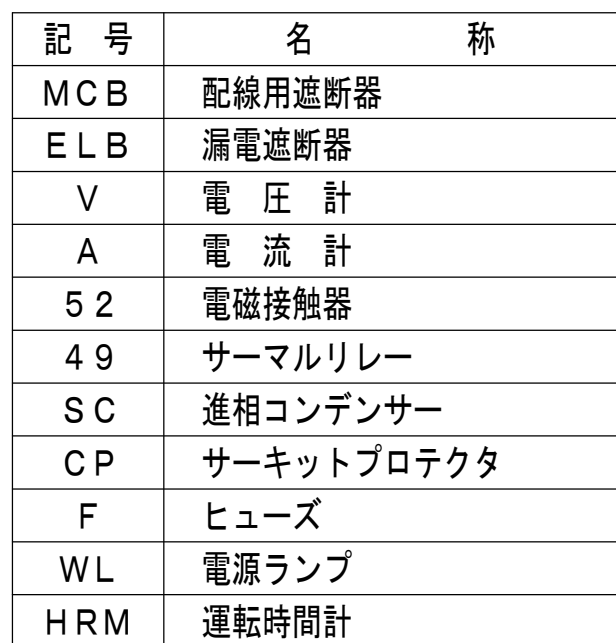 記 号 名 称
MCB 配線用遮断器
ELB 漏電遮断器
V 電 圧 計
A 電 流 計
52 電磁接触器
49 サーマルリレー
SC 進相コンデンサー
CP サーキットプロテクタ
F ヒューズ
WL 電源ランプ
HRM 運転時間計